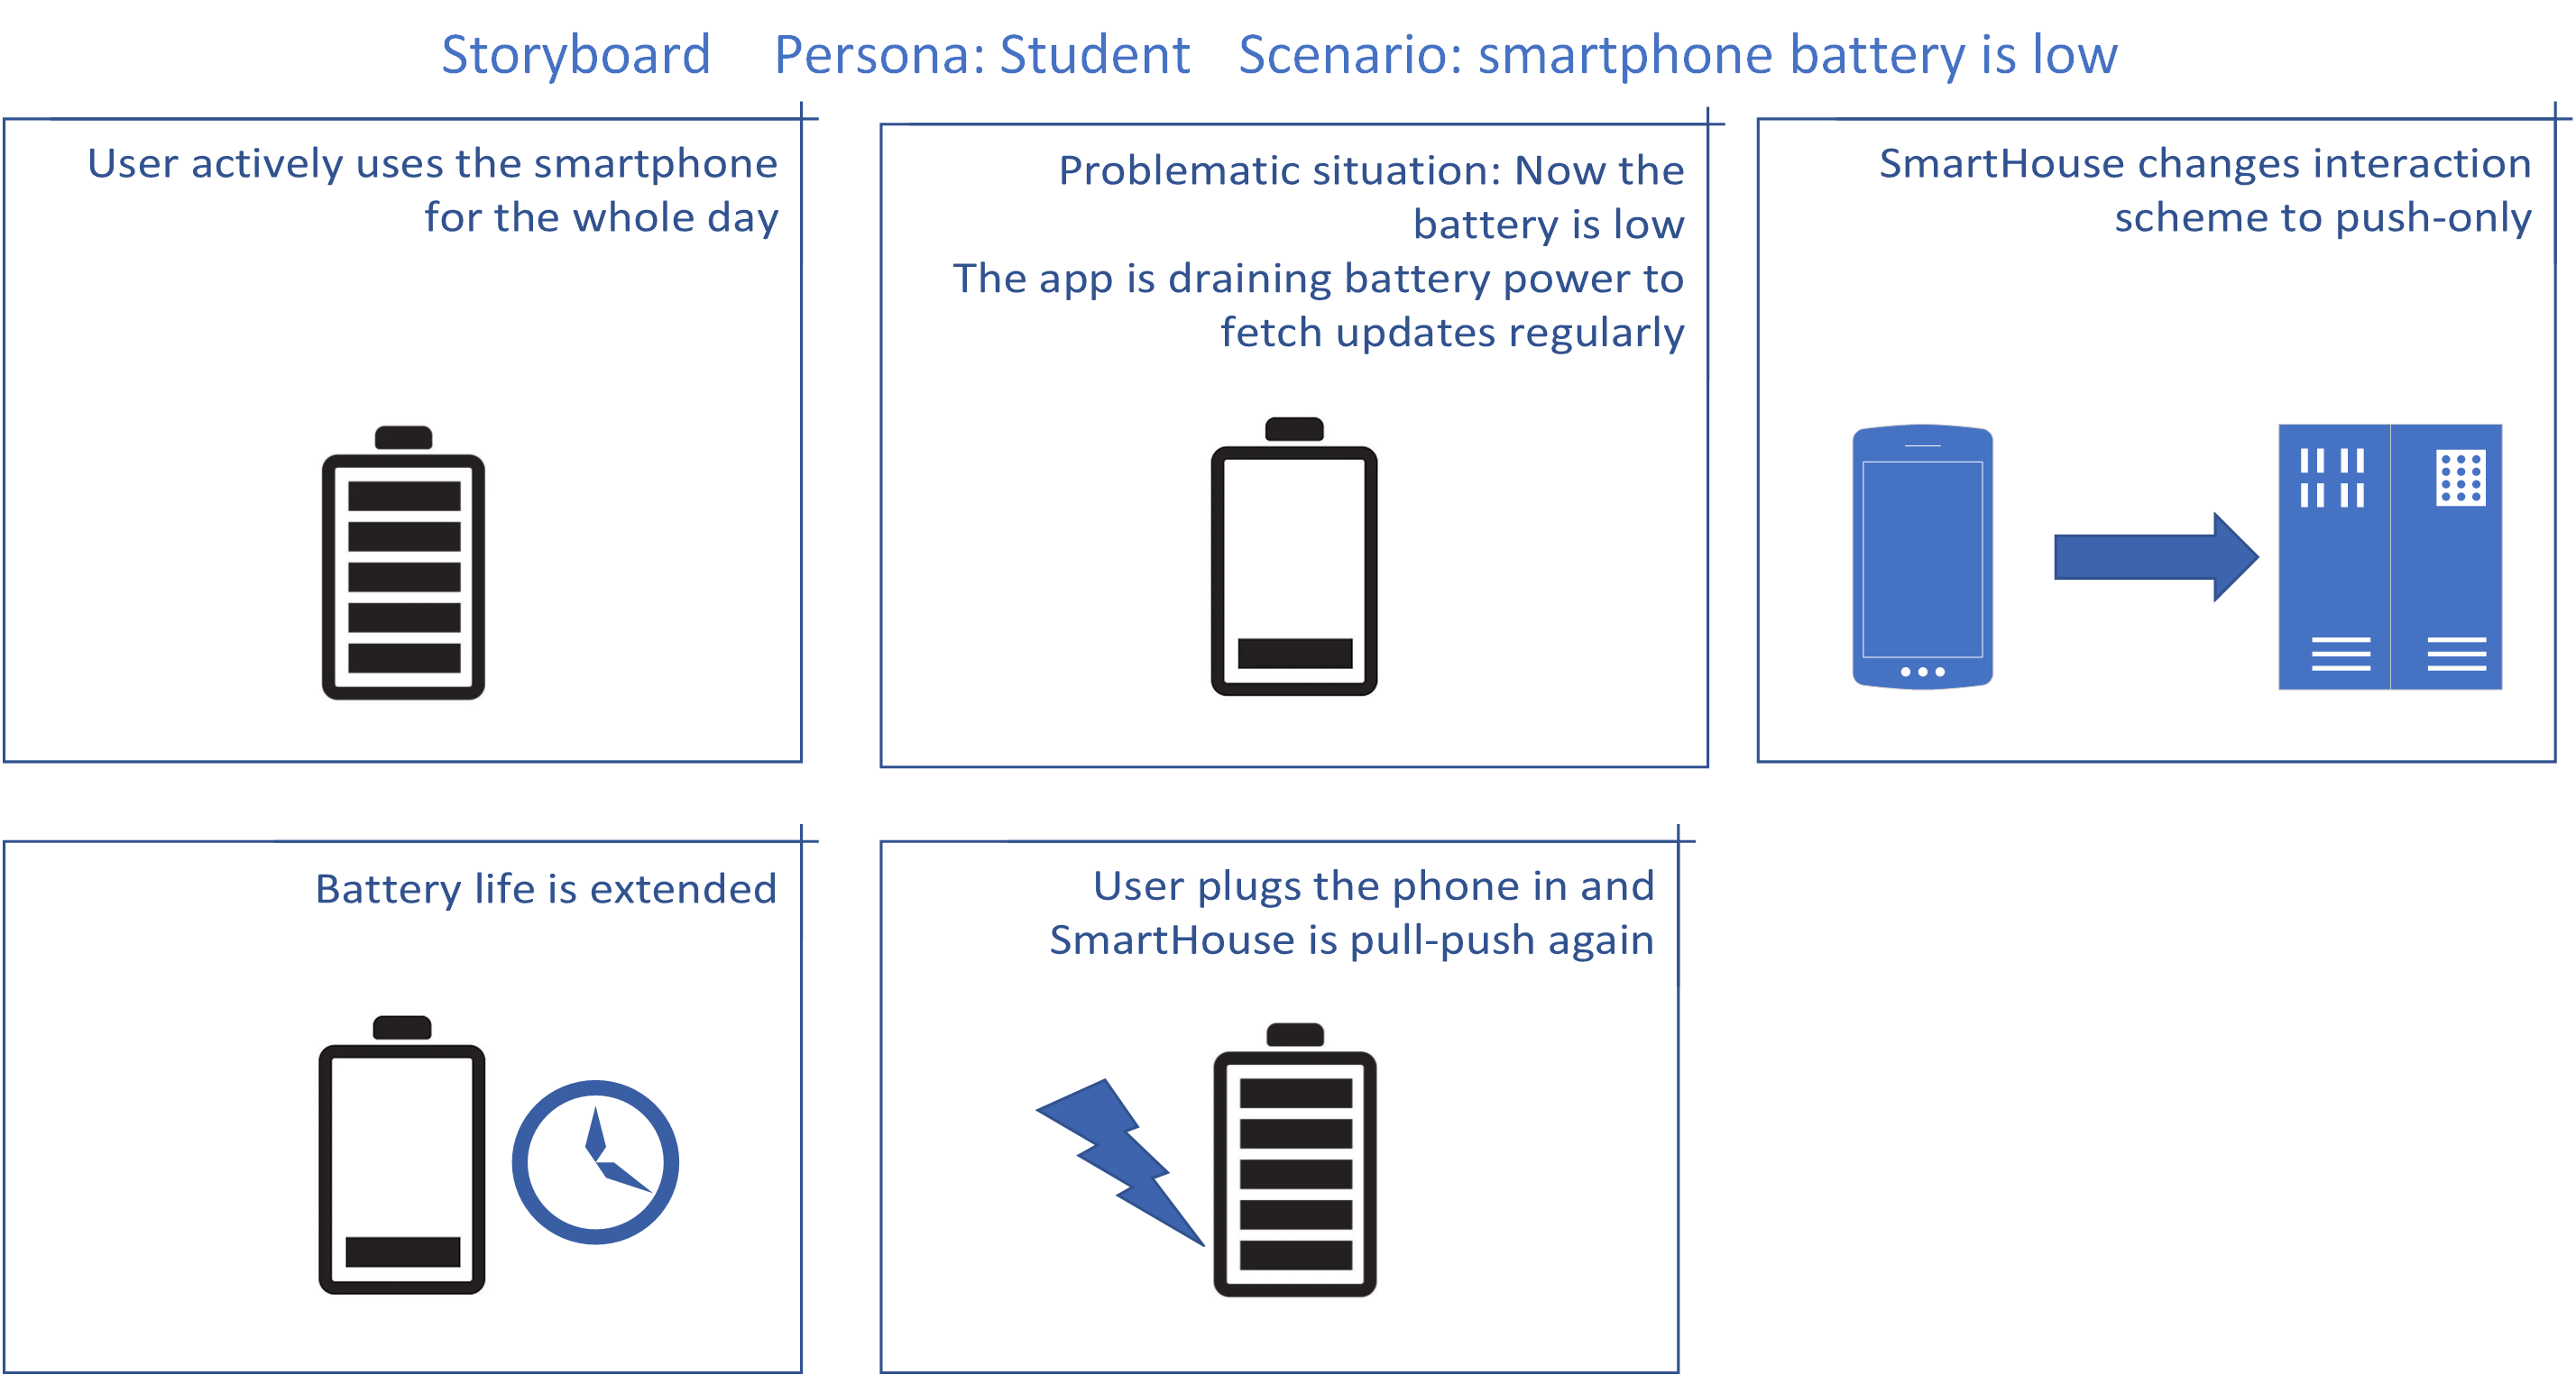 Storyboard Persona: Student Scenario: smartphone battery is low
User actively uses the smartphone
for the whole day
Problematic situation: Now the
battery is low
The app is draining battery power to
fetch updates regularly
SmartHouse changes interaction
scheme to push-only
Battery life is extended
User plugs the phone in and
SmartHouse is pull-push again